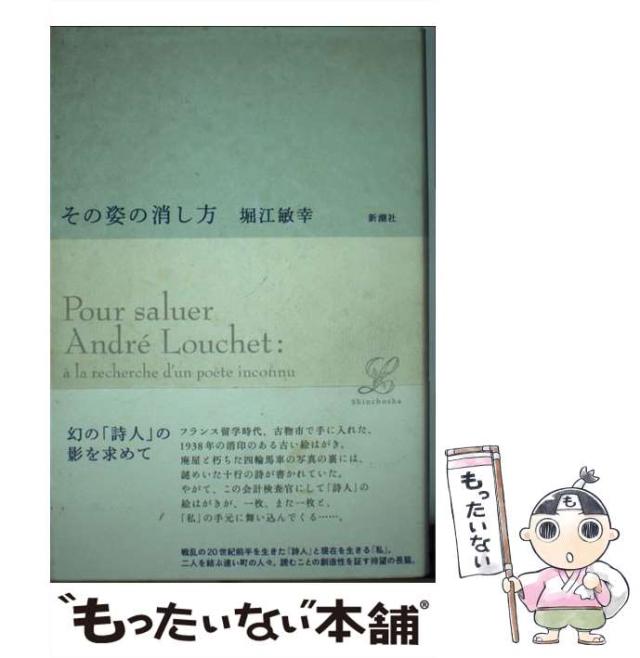 その姿の消し方 堀江敏幸 新潮社
Pour saluer
André Louchet:
à la recherche d'un poète inconnu
Shinchosha
幻の「詩人」の
影を求めて
フランス留学時代、古物市で手に入れた、
1938年の消印のある古い絵はがき。
廃屋と朽ちた四輪馬車の写真の裏には、
謎めいた十行の詩が書かれていた。
やがて、この会計検査官にして「詩人」の
絵はがきが、一枚、また一枚と、
「私」の手元に舞い込んでくる……。
戦乱の20世紀前半を生きた「詩人」と現在を生きる「私」。
二人を結ぶ遠い町の人々。読むことの創造性を証す待望の長篇。
もったいない
も
"もったいない"本舗®